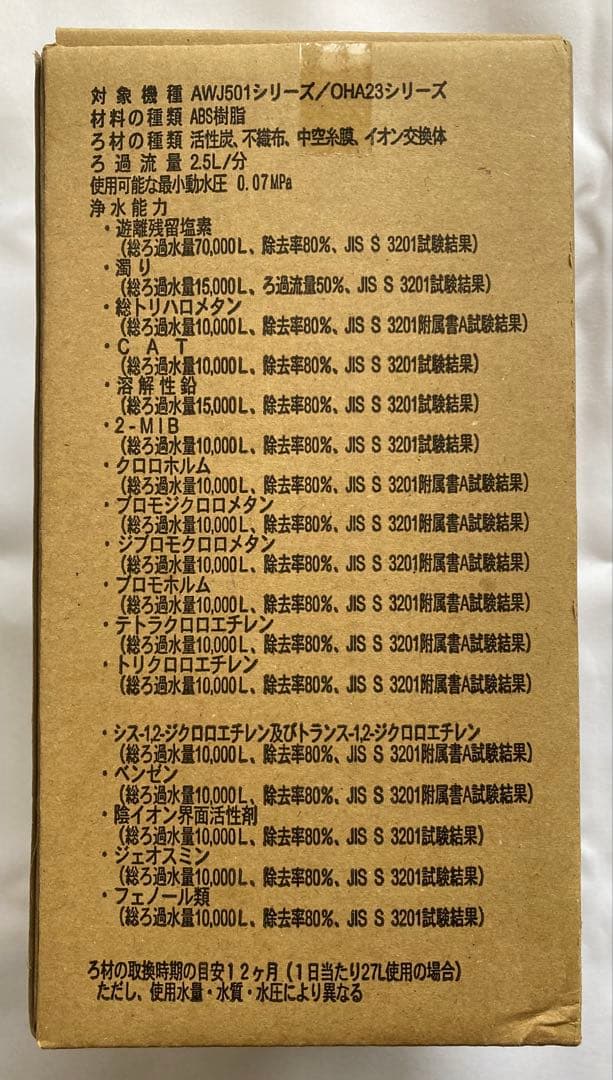 対象機種 AWJ501シリーズ/OHA23シリーズ
材料の種類 ABS樹脂
ろ材の種類 活性炭、不織布、中空糸膜、イオン交換体
ろ過流量 2.5L/分
使用可能な最小動水圧 0.07MPa
浄水能力
・遊離残留塩素
(総ろ過水量70,000L、除去率80%、JIS S 3201試験結果)
・濁り
(総ろ過水量15,000L、ろ過流量50%、JIS S 3201試験結果)
・総トリハロメタン
(総ろ過水量10,000L、除去率80%、JIS S 3201附属書A試験結果)
・CAT
(総ろ過水量10,000L、除去率80%、JIS S 3201試験結果)
・溶解性鉛
(総ろ過水量15,000L、除去率80%、JIS S 3201試験結果)
・2-MIB
(総ろ過水量10,000L、除去率80%、JIS S 3201試験結果)
・クロロホルム
(総ろ過水量10,000L、除去率80%、JIS S 3201附属書A試験結果)
・ブロモジクロロメタン
(総ろ過水量10,000L、除去率80%、JIS S 3201附属書A試験結果)
・ジブロモクロロメタン
(総ろ過水量10,000L、除去率80%、JIS S 3201附属書A試験結果)
・ブロモホルム
(総ろ過水量10,000L、除去率80%、JIS S 3201附属書A試験結果)
・テトラクロロエチレン
(総ろ過水量10,000L、除去率80%、JIS S 3201附属書A試験結果)
・トリクロロエチレン
(総ろ過水量10,000L、除去率80%、JIS S 3201附属書A試験結果)
・シス-1,2-ジクロロエチレン及びトランス-1,2-ジクロロエチレン
(総ろ過水量10,000L、除去率80%、JIS S 3201附属書A試験結果)
・ベンゼン
(総ろ過水量10,000L、除去率80%、JIS S 3201附属書A試験結果)
・陰イオン界面活性剤
(総ろ過水量10,000L、除去率80%、JIS S 3201試験結果)
・ジェオスミン
(総ろ過水量10,000L、除去率80%、JIS S 3201試験結果)
・フェノール類
(総ろ過水量10,000L、除去率80%、JIS S 3201試験結果)
ろ材の取換時期の目安12ヶ月(1日当たり27L使用の場合)
ただし、使用水量・水質・水圧により異なる